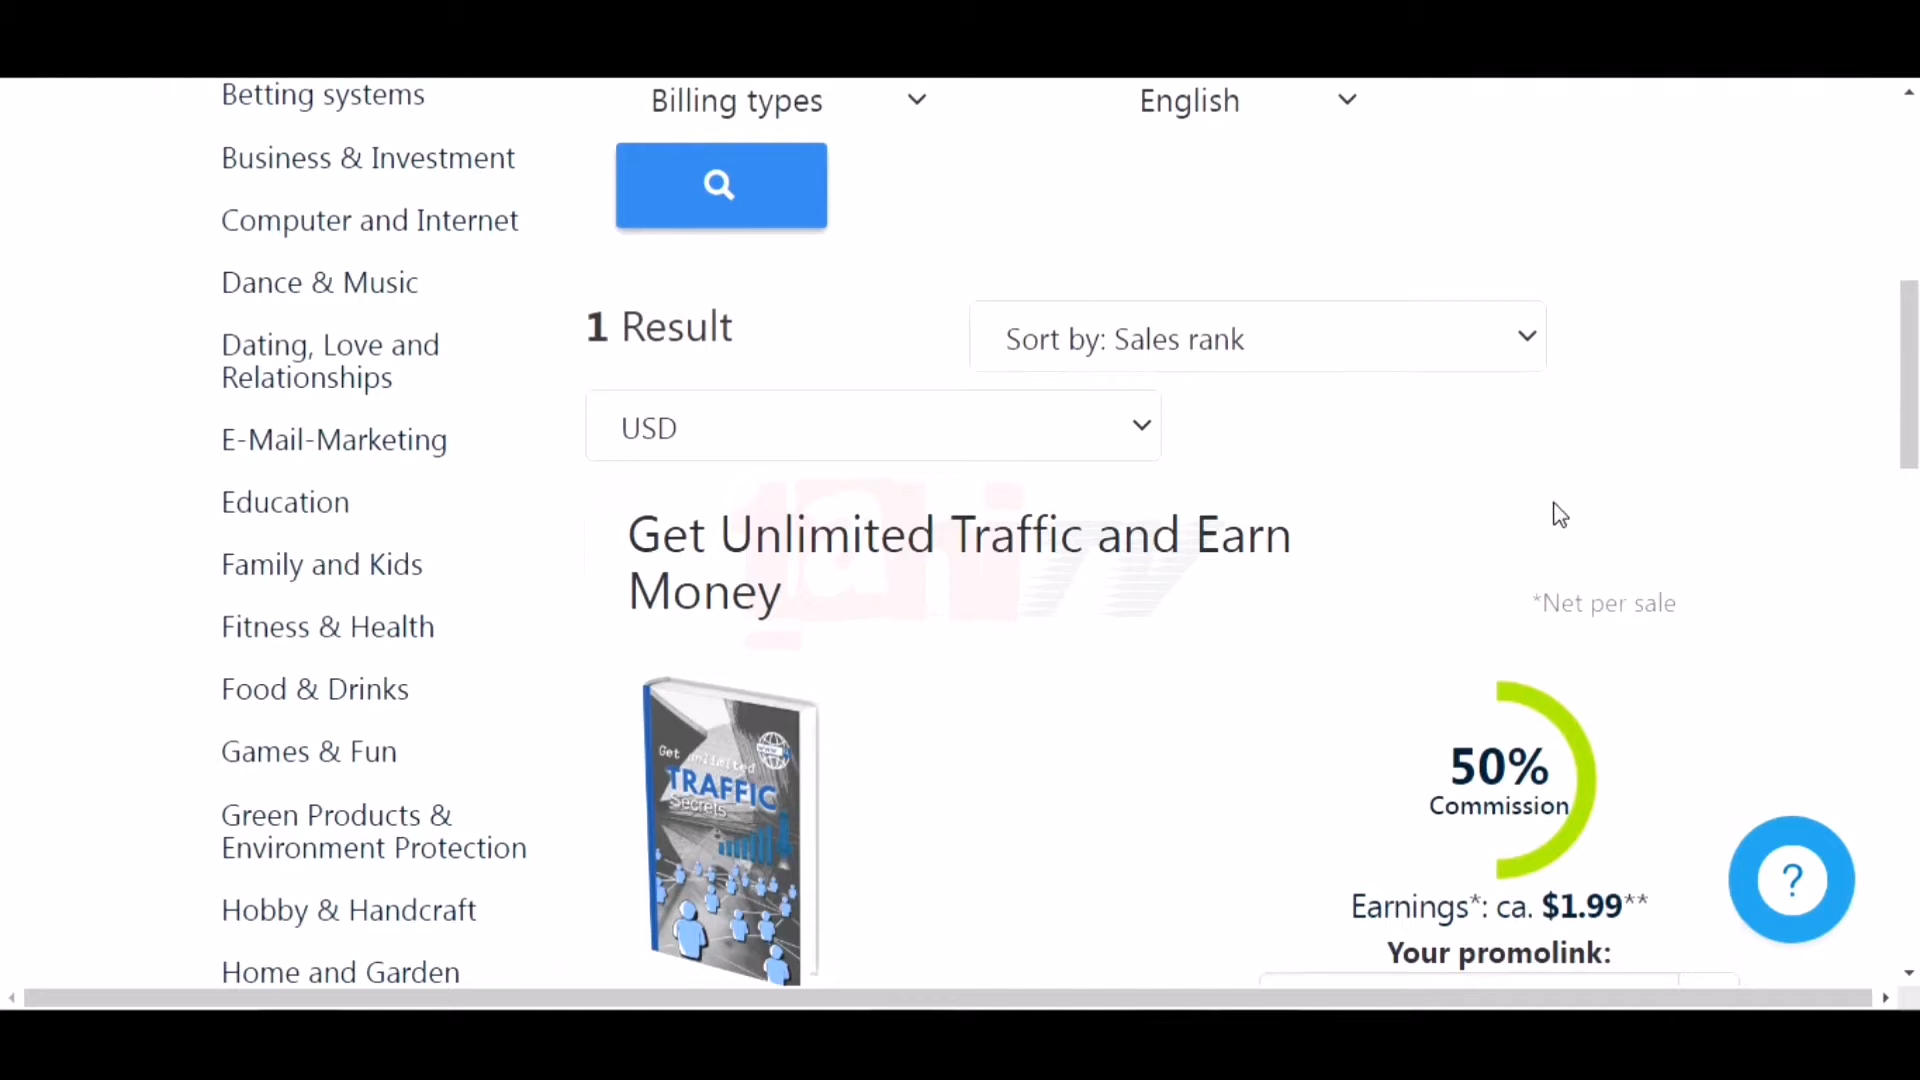 Betting systems
Business & Investment
Computer and Internet
Dance & Music
Dating, Love and
Relationships
E-Mail-Marketing
Education
Family and Kids
Fitness & Health
Food & Drinks
Games & Fun
Green Products &
Environment Protection
Hobby & Handcraft
Home and Garden
Billing types
English
1 Result
Sort by: Sales rank
USD
Get Unlimited Traffic and Earn
Money
*Net per sale
Get Unlimited
TRAFFIC
Secrets
50%
Commission
Earnings*: ca. $1.99**
Your promolink:
?